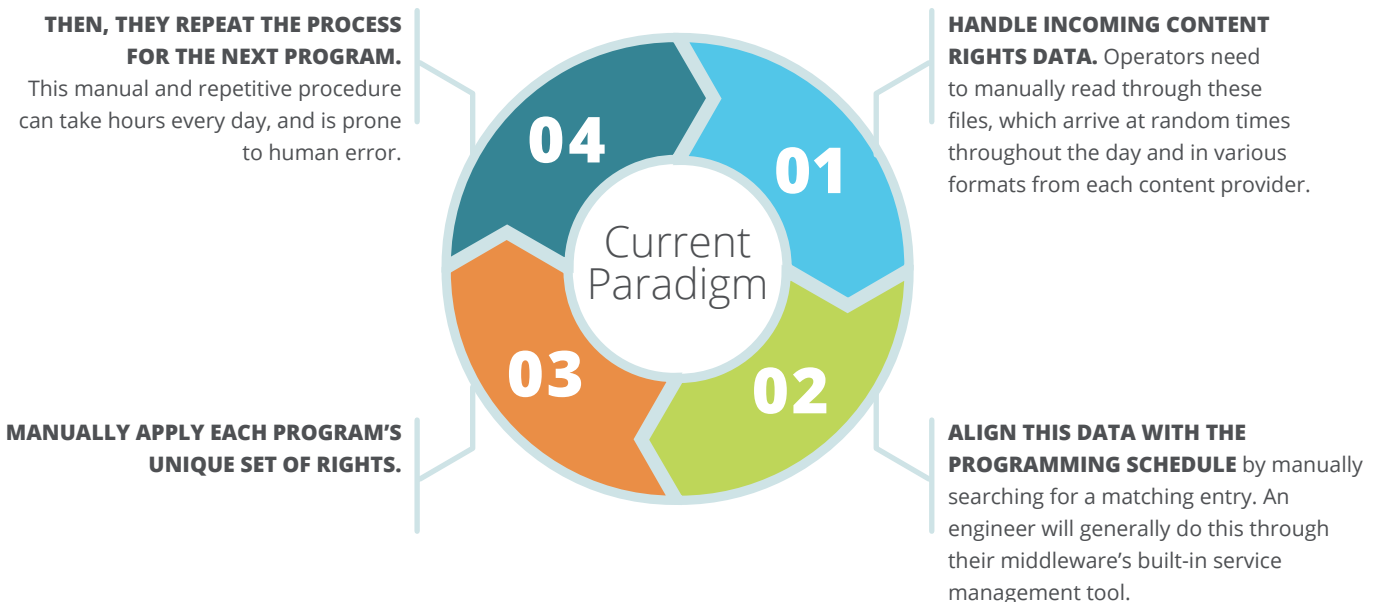 THEN, THEY REPEAT THE PROCESS
FOR THE NEXT PROGRAM.
This manual and repetitive procedure
can take hours every day, and is prone
to human error.
HANDLE INCOMING CONTENT
RIGHTS DATA. Operators need
to manually read through these
files, which arrive at random times
throughout the day and in various
formats from each content provider.
04
01
Current
Paradigm
03
02
MANUALLY APPLY EACH PROGRAM’S
UNIQUE SET OF RIGHTS.
ALIGN THIS DATA WITH THE
PROGRAMMING SCHEDULE by manually
searching for a matching entry. An
engineer will generally do this through
their middleware’s built-in service
management tool.